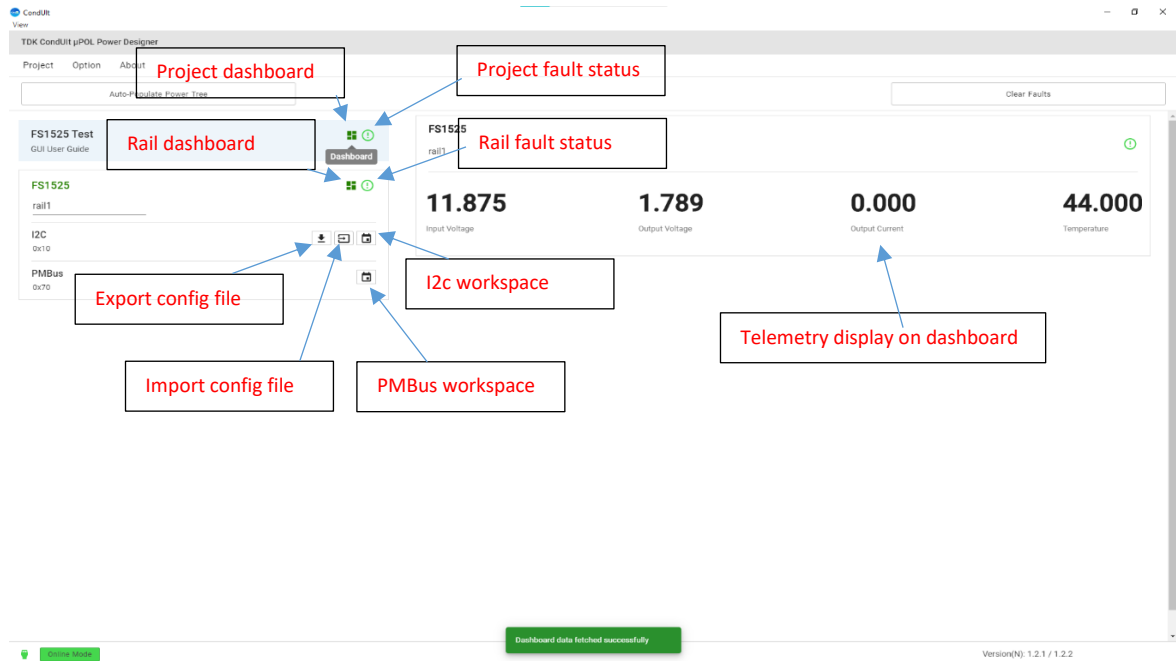 CondUIt
View
TDK CondUIt µPOL Power Designer
Project Option About
Project dashboard
Project fault status
Auto-Populate Power Tree
Clear Faults
FS1525 Test
GUI User Guide
Dashboard
Rail dashboard
Rail fault status
FS1525
rail1
FS1525
rail1
11.875
Input Voltage
1.789
Output Voltage
0.000
Output Current
44.000
Temperature
I2C
0x10
PMBus
0x70
Export config file
I2c workspace
Import config file
PMBus workspace
Telemetry display on dashboard
Dashboard data fetched successfully
Online Mode
Version(N): 1.2.1 / 1.2.2